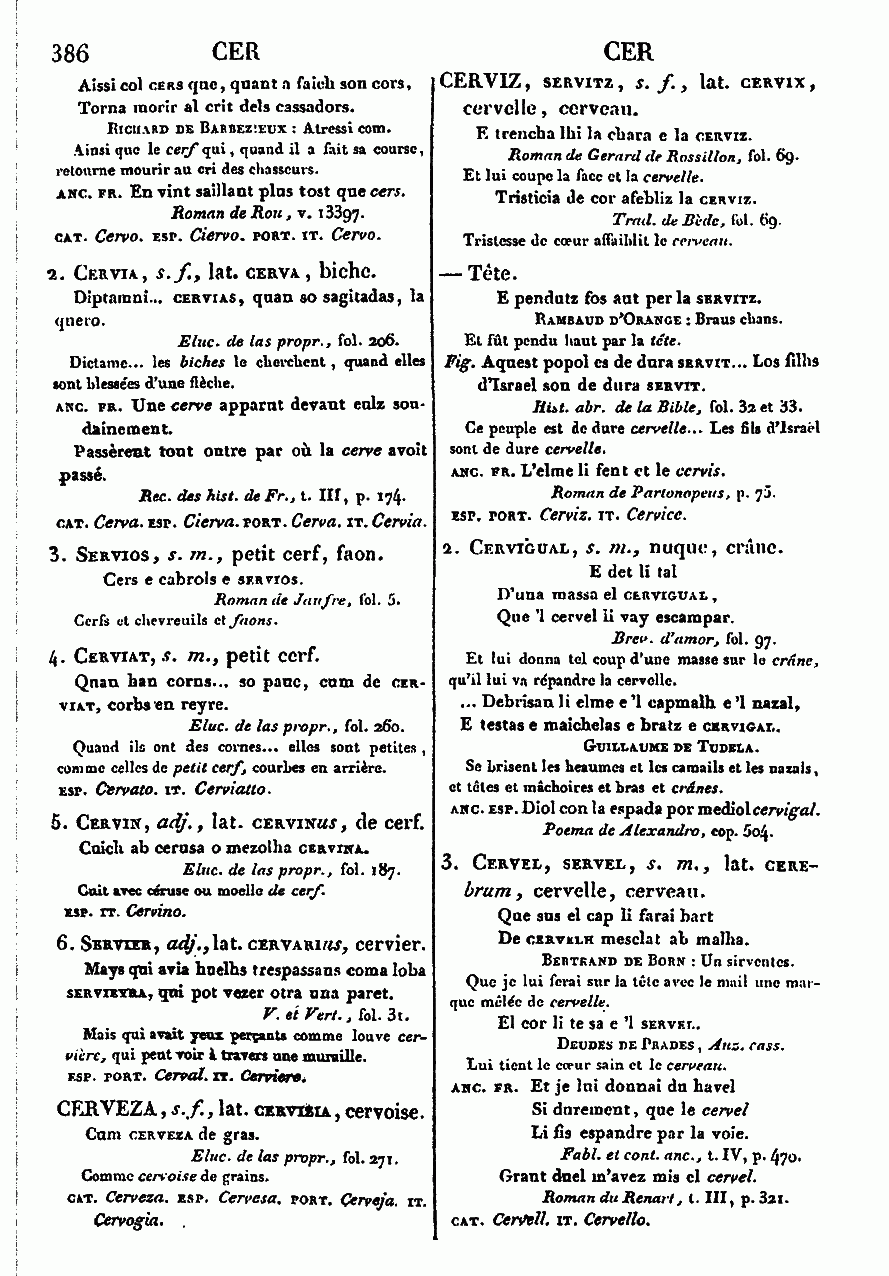 386 CER CER
Aissi col CERS que, quant a faich son cors,
Torna morir al crit dels cassadors.
RICHARD DE BARBEZIEUX : Atressi com.
Ainsi que le cerf qui, quand il a fait sa course,
retourne mourir au cri des chasseurs.
ANC. FR. En vint saillant plus tost que cers.
Roman de Rou, v. 13397.
CAT. Cervo. ESP. Ciervo. PORT. IT. Cervo.
2. CERVIA, s. f., lat. CERVA, biche.
Diptamni... CERVIAS, quan so sagitadas, la
quero.
Eluc. de las propr., fol. 206.
Dictame... les biches le cherchent, quand elles
sont blessées d'une flèche.
ANC. FR. Une cerve apparut devant eulz sou-
dainement.
Passèrent tout outre par où la cerve avoit
passé.
Rec. des hist. de Fr., t. III, p. 174.
CAT. Cerva. ESP. Cierva. PORT. Cerva. IT. Cervia.
3. SERVIOS, s. m., petit cerf, faon.
Cers e cabrols e SERVIOS.
Roman de Jaufre, fol. 5.
Cerfs et chevreuils et faons.
4. CERVIAT, s. m., petit cerf.
Quan han corns... so pauc, cum de CER-
VIAT, corbs en reyre.
Eluc. de las propr., fol. 260.
Quand ils ont des cornes... elles sont petites,
comme celles de petit cerf, courbes en arrière.
ESP. Cervato. IT. Cerviatto.
5. CERVIN, adj., lat. CERVINus, de cerf.
Cuich ab cerusa o mezolha CERVINA.
Eluc. de las propr., fol. 187.
Cuit avec céruse ou moelle de cerf.
ESP. IT. Cervino.
6. SERVIER, adj., lat. CERVARIus, cervier.
Mays qui avia huelhs trespassans coma loba
SERVIEYRA, qui pot vezer otra una paret.
V. et Vert., fol. 31.
Mais qui avait yeux perçants comme louve cer-
vière, qui peut voir à travers une muraille.
ESP. PORT. Cerval. IT. Cerviere.
CERVEZA, s. f., lat. CERVISIA, cervoise.
Cum CERVEZA de gras.
Eluc. de las propr., fol. 271.
Comme cervoise de grains.
CAT. Cerveza. ESP. Cervesa. PORT. Cerveja. IT.
Cervogia.
CERVIZ, SERVITZ, s. f., lat. CERVIX,
cervelle, cerveau.
E trencha lhi la chara e la CERVIZ.
Roman de Gerard de Rossillon, fol. 69.
Et lui coupe la face et la cervelle.
Tristicia de cor afebliz la CERVIZ.
Trad. de Bède, fol. 69.
Tristesse de cœur affaiblit le cerveau.
— Tête.
E pendutz fos aut per la SERVITZ.
RAMBAUD D'ORANGE : Braus chans.
Et fût pendu haut par la tête.
Fig. Aquest popol es de dura SERVIT... Los filhs
d'Israel son de dura SERVIT.
Hist. abr. de la Bible, fol. 32 et 33.
Ce peuple est de dure cervelle... Les fils d'Israël
sont de dure cervelle.
ANC. FR. L'elme li fent et le cervis.
Roman de Partonopeus, p. 75.
ESP. PORT. Cerviz. IT. Cervice.
2. CERVIGUAL, s. m., nuque, crâne.
E det li tal
D'una massa el CERVIGUAL,
Que 'l cervel li vay escampar.
Brev. d'amor, fol. 97.
Et lui donna tel coup d'une masse sur le crâne,
qu'il lui va répandre la cervelle.
... Debrisan li elme e 'l capmalh e 'l nazal,
E testas e maichelas e bratz e CERVIGAL.
GUILLAUME DE TUDELA.
Se brisent les heaumes et les camails et les nazals,
et têtes et mâchoires et bras et crânes.
ANC. ESP. Diol con la espada por mediol cervigal.
Poema de Alexandro, cop. 504.
3. CERVEL, SERVEL, s. m., lat. CERE-
brum, cervelle, cerveau.
Que sus el cap li farai bart
De CERVELH mesclat ab malha.
BERTRAND DE BORN : Un sirventes.
Que je lui ferai sur la tête avec le mail une mar-
que mêlée de cervelle.
El cor li te sa e 'l SERVEL.
DEUDES DE PRADES, Auz. cass.
Lui tient le cœur sain et le cerveau.
ANC. FR. Et je lui donnai du havel
Si durement, que le cervel
Li fis espandre par la voie.
Fabl. et cont. anc., t. IV, p. 470.
Grant duel m'avez mis el cervel.
Roman du Renart, t. III, p. 321.
CAT. Cervell. IT. Cervello.